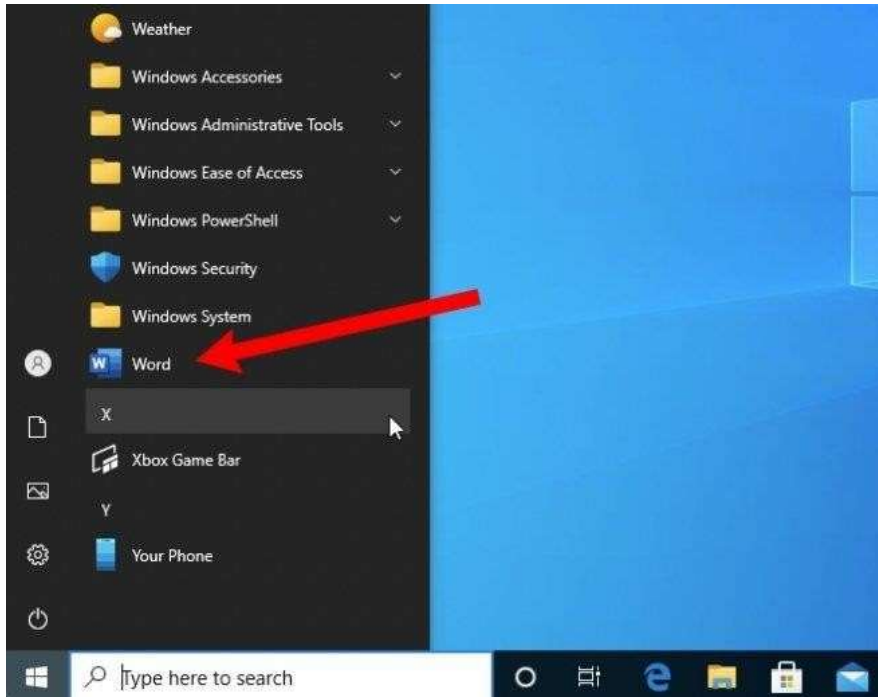 Weather
Windows Accessories
Windows Administrative Tools
Windows Ease of Access
Windows PowerShell
Windows Security
Windows System
W Word
X
Xbox Game Bar
Y
Your Phone
Type here to search